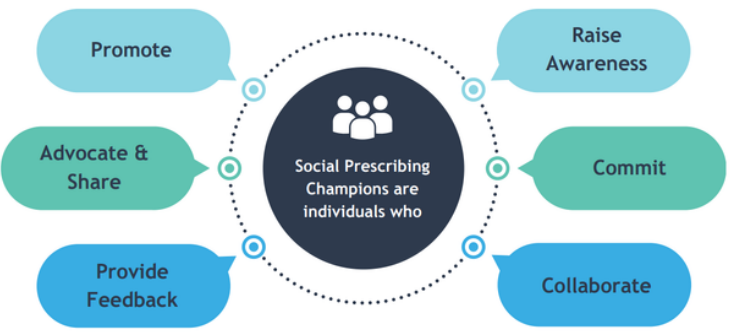 Promote
Raise
Awareness
Advocate &
Share
Social Prescribing
Champions are
individuals who
Commit
Provide
Feedback
Collaborate